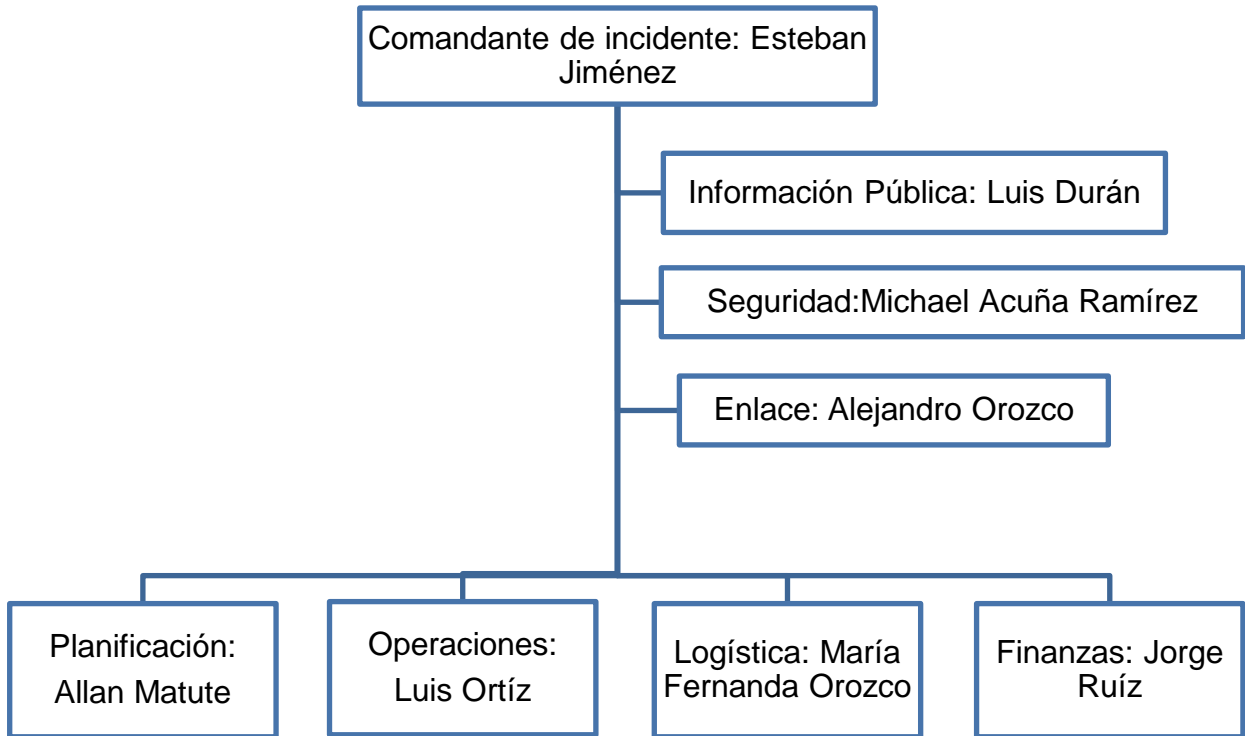 Comandante de incidente: Esteban
Jiménez
Información Pública: Luis Durán
Seguridad:Michael Acuña Ramírez
Enlace: Alejandro Orozco
Planificación:
Allan Matute
Operaciones:
Luis Ortíz
Logística: María
Fernanda Orozco
Finanzas: Jorge
Ruíz